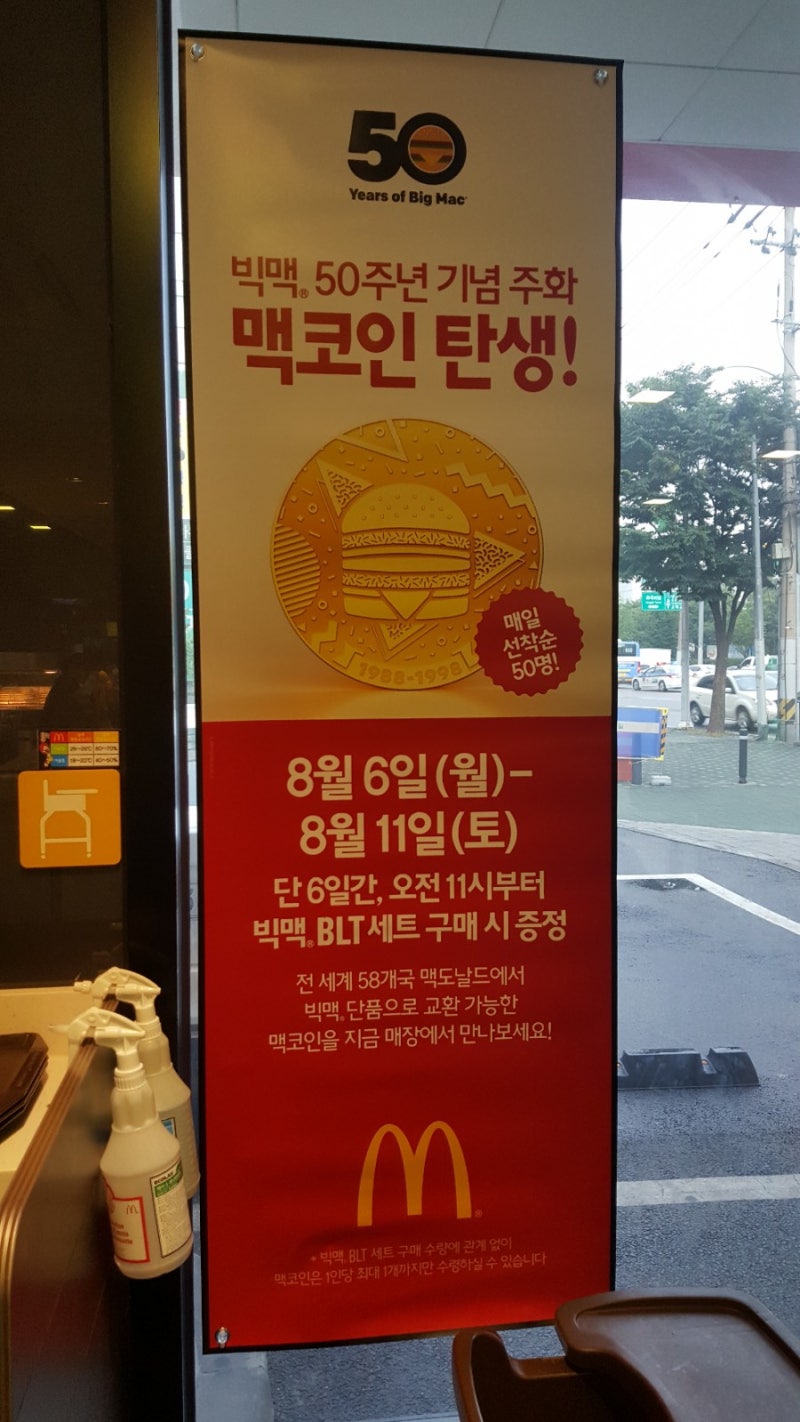 50
Years of Big Mac
빅맥® 50주년 기념 주화
맥코인 탄생!
1988-1998
매일
선착순
50명!
8월 6일(월)-
8월 11일(토)
단 6일간, 오전 11시부터
빅맥® BLT 세트 구매 시 증정
전 세계 58개국 맥도날드에서
빅맥® 단품으로 교환 가능한
맥코인을 지금 매장에서 만나보세요!
* 빅맥® BLT 세트 구매 수량에 관계 없이
맥코인은 1인당 최대 1개까지만 수령하실 수 있습니다